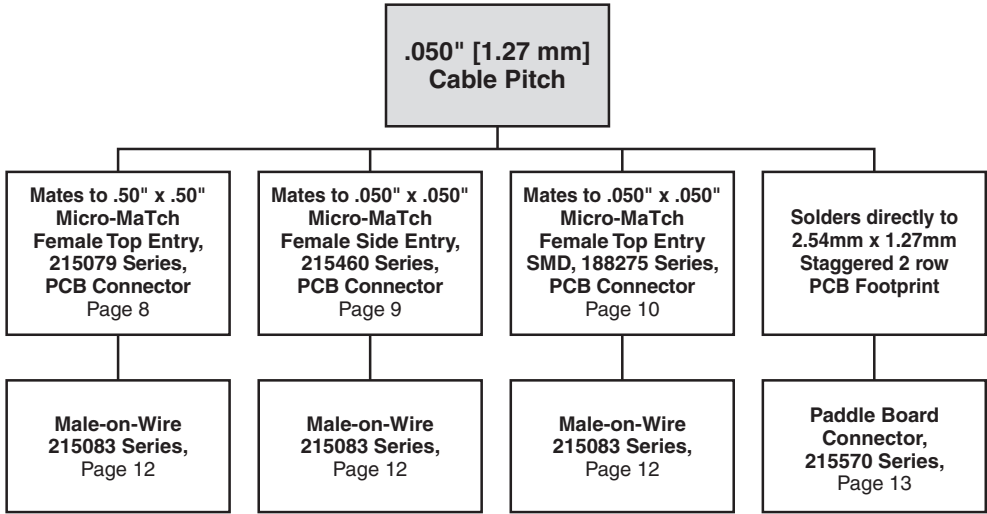 .050" [1.27 mm]
Cable Pitch
Mates to .50" x .50"
Micro-MaTch
Female Top Entry,
215079 Series,
PCB Connector
Page 8
Mates to .050" x .050"
Micro-MaTch
Female Side Entry,
215460 Series,
PCB Connector
Page 9
Mates to .050" x .050"
Micro-MaTch
Female Top Entry
SMD, 188275 Series,
PCB Connector
Page 10
Solders directly to
2.54mm x 1.27mm
Staggered 2 row
PCB Footprint
Male-on-Wire
215083 Series,
Page 12
Male-on-Wire
215083 Series,
Page 12
Male-on-Wire
215083 Series,
Page 12
Paddle Board
Connector,
215570 Series,
Page 13